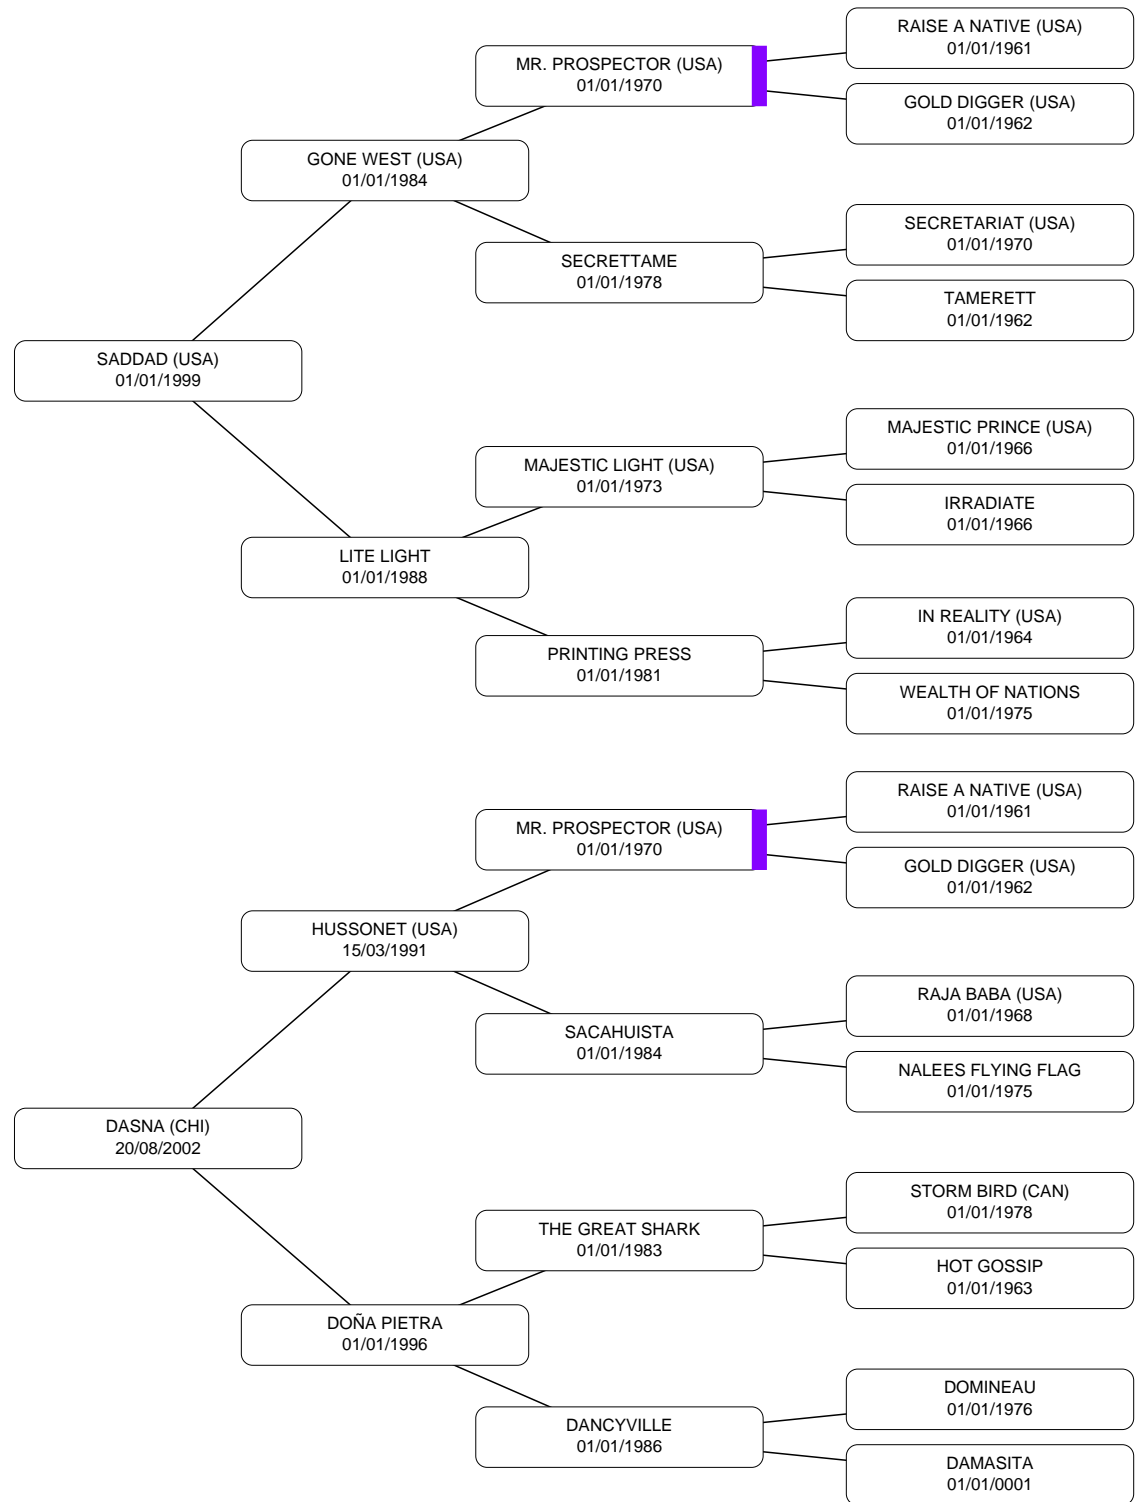 RAISE A NATIVE (USA)
01/01/1961
MR. PROSPECTOR (USA)
01/01/1970
GOLD DIGGER (USA)
01/01/1962
GONE WEST (USA)
01/01/1984
SECRETARIAT (USA)
01/01/1970
SECRETTAME
01/01/1978
TAMERETT
01/01/1962
SADDAD (USA)
01/01/1999
MAJESTIC PRINCE (USA)
01/01/1966
MAJESTIC LIGHT (USA)
01/01/1973
IRRADIATE
01/01/1966
LITE LIGHT
01/01/1988
IN REALITY (USA)
01/01/1964
PRINTING PRESS
01/01/1981
WEALTH OF NATIONS
01/01/1975
RAISE A NATIVE (USA)
01/01/1961
MR. PROSPECTOR (USA)
01/01/1970
GOLD DIGGER (USA)
01/01/1962
HUSSONET (USA)
15/03/1991
RAJA BABA (USA)
01/01/1968
SACAHUISTA
01/01/1984
NALEES FLYING FLAG
01/01/1975
DASNA (CHI)
20/08/2002
STORM BIRD (CAN)
01/01/1978
THE GREAT SHARK
01/01/1983
HOT GOSSIP
01/01/1963
DOÑA PIETRA
01/01/1996
DOMINEAU
01/01/1976
DANCYVILLE
01/01/1986
DAMASITA
01/01/0001